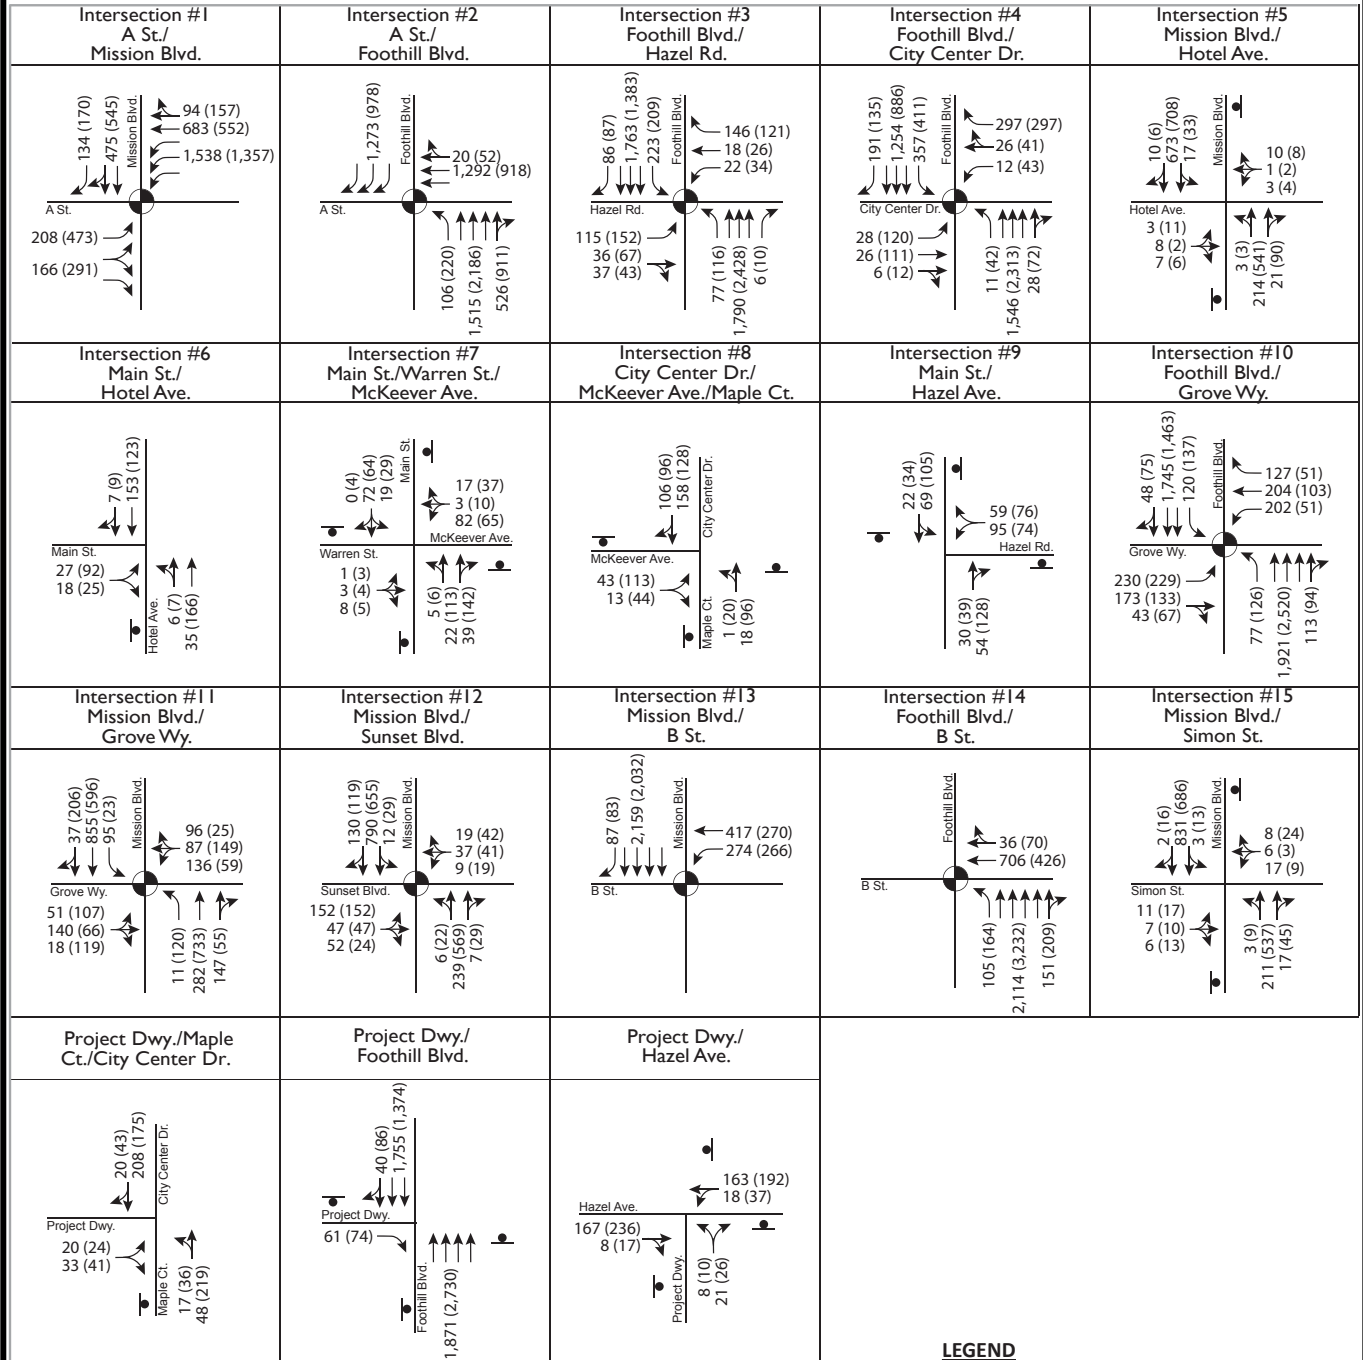 Intersection #1
A St./
Mission Blvd.
134 (170)
475 (545)
Mission Blvd.
94 (157)
683 (552)
1,538 (1,357)
A St.
208 (473)
166 (291)
Intersection #2
A St./
Foothill Blvd.
1,273 (978)
Foothill Blvd.
20 (52)
1,292 (918)
A St.
106 (220)
1,515 (2,186)
526 (911)
Intersection #3
Foothill Blvd./
Hazel Rd.
86 (87)
1,763 (1,383)
223 (209)
Foothill Blvd.
146 (121)
18 (26)
22 (34)
Hazel Rd.
115 (152)
36 (67)
37 (43)
77 (116)
1,790 (2,428)
6 (10)
Intersection #4
Foothill Blvd./
City Center Dr.
191 (135)
1,254 (886)
357 (411)
Foothill Blvd.
297 (297)
26 (41)
12 (43)
City Center Dr.
28 (120)
26 (111)
6 (12)
11 (42)
1,546 (2,313)
28 (72)
Intersection #5
Mission Blvd./
Hotel Ave.
10 (6)
673 (708)
17 (33)
Mission Blvd.
10 (8)
1 (2)
3 (4)
Hotel Ave.
3 (11)
8 (2)
7 (6)
3 (3)
214 (541)
21 (90)
Intersection #6
Main St./
Hotel Ave.
7 (9)
153 (123)
Main St.
27 (92)
18 (25)
Hotel Ave.
6 (7)
35 (166)
Intersection #7
Main St./Warren St./
McKeever Ave.
0 (4)
72 (64)
19 (29)
Main St.
17 (37)
3 (10)
82 (65)
McKeever Ave.
Warren St.
1 (3)
3 (4)
8 (5)
5 (6)
22 (113)
39 (142)
Intersection #8
City Center Dr./
McKeever Ave./Maple Ct.
106 (96)
158 (128)
City Center Dr.
McKeever Ave.
43 (113)
13 (44)
Maple Ct.
1 (20)
18 (96)
Intersection #9
Main St./
Hazel Ave.
22 (34)
69 (105)
59 (76)
95 (74)
Hazel Rd.
30 (39)
54 (128)
Intersection #10
Foothill Blvd./
Grove Wy.
48 (75)
1,745 (1,463)
120 (137)
Foothill Blvd.
127 (51)
204 (103)
202 (51)
Grove Wy.
230 (229)
173 (133)
43 (67)
77 (126)
1,921 (2,520)
113 (94)
Intersection #11
Mission Blvd./
Grove Wy.
37 (206)
855 (596)
95 (23)
Mission Blvd.
96 (25)
87 (149)
136 (59)
Grove Wy.
51 (107)
140 (66)
18 (119)
11 (120)
282 (733)
147 (55)
Intersection #12
Mission Blvd./
Sunset Blvd.
130 (119)
790 (655)
12 (29)
Mission Blvd.
19 (42)
37 (41)
9 (19)
Sunset Blvd.
152 (152)
47 (47)
52 (24)
6 (22)
239 (569)
7 (29)
Intersection #13
Mission Blvd./
B St.
87 (83)
2,159 (2,032)
Mission Blvd.
417 (270)
274 (266)
B St.
Intersection #14
Foothill Blvd./
B St.
Foothill Blvd.
36 (70)
706 (426)
B St.
105 (164)
2,114 (3,232)
151 (209)
Intersection #15
Mission Blvd./
Simon St.
2 (16)
831 (686)
3 (13)
Mission Blvd.
8 (24)
6 (3)
17 (9)
Simon St.
11 (17)
7 (10)
6 (13)
3 (9)
211 (537)
17 (45)
Project Dwy./Maple
Ct./City Center Dr.
20 (43)
208 (175)
City Center Dr.
Project Dwy.
20 (24)
33 (41)
Maple Ct.
17 (36)
48 (219)
Project Dwy./
Foothill Blvd.
40 (86)
1,755 (1,374)
Project Dwy.
61 (74)
Foothill Blvd.
1,871 (2,730)
Project Dwy./
Hazel Ave.
163 (192)
18 (37)
Hazel Ave.
167 (236)
8 (17)
Project Dwy.
8 (10)
21 (26)
LEGEND